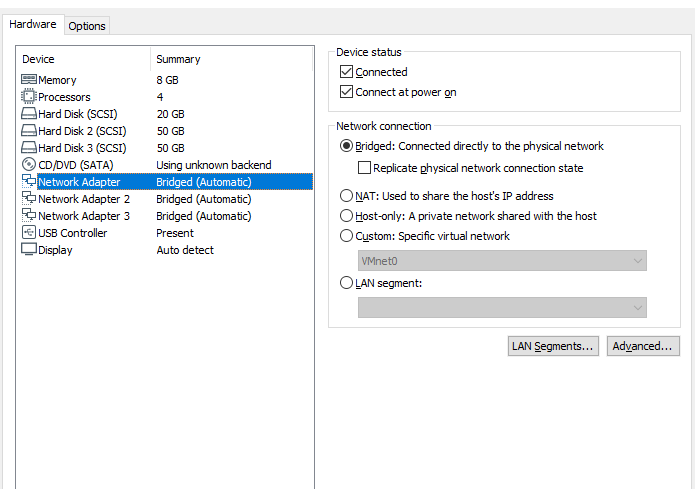 Hardware
Options
Device Summary
Memory 8 GB
Processors 4
Hard Disk (SCSI) 20 GB
Hard Disk 2 (SCSI) 50 GB
Hard Disk 3 (SCSI) 50 GB
CD/DVD (SATA) Using unknown backend
Network Adapter Bridged (Automatic)
Network Adapter 2 Bridged (Automatic)
Network Adapter 3 Bridged (Automatic)
USB Controller Present
Display Auto detect
Device status
Connected
Connect at power on
Network connection
Bridged: Connected directly to the physical network
Replicate physical network connection state
NAT: Used to share the host's IP address
Host-only: A private network shared with the host
Custom: Specific virtual network
VMnet0
LAN segment:
LAN Segments...
Advanced...